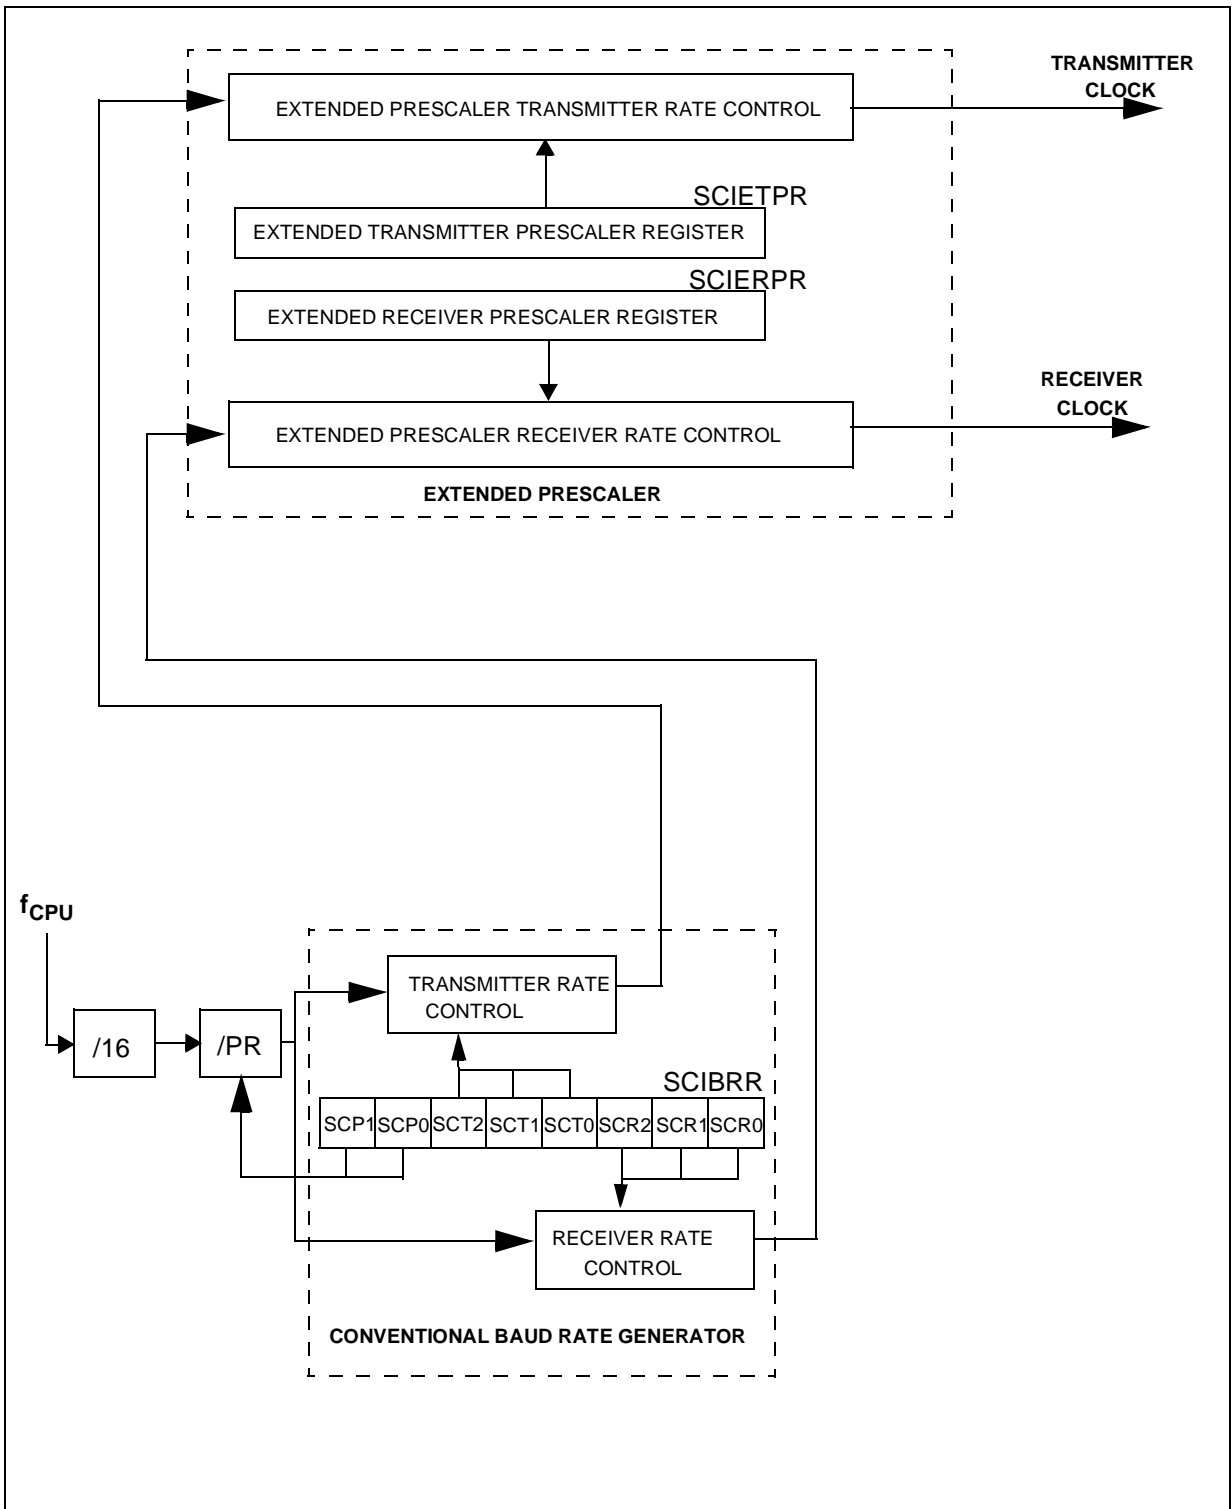 TRANSMITTER
CLOCK
EXTENDED PRESCALER TRANSMITTER RATE CONTROL
SCIETPR
EXTENDED TRANSMITTER PRESCALER REGISTER
SCIERPR
EXTENDED RECEIVER PRESCALER REGISTER
RECEIVER
CLOCK
EXTENDED PRESCALER RECEIVER RATE CONTROL
EXTENDED PRESCALER
fCPU
TRANSMITTER RATE
CONTROL
/16
/PR
SCIBRR
SCP1 SCP0 SCT2 SCT1 SCT0 SCR2 SCR1 SCR0
RECEIVER RATE
CONTROL
CONVENTIONAL BAUD RATE GENERATOR